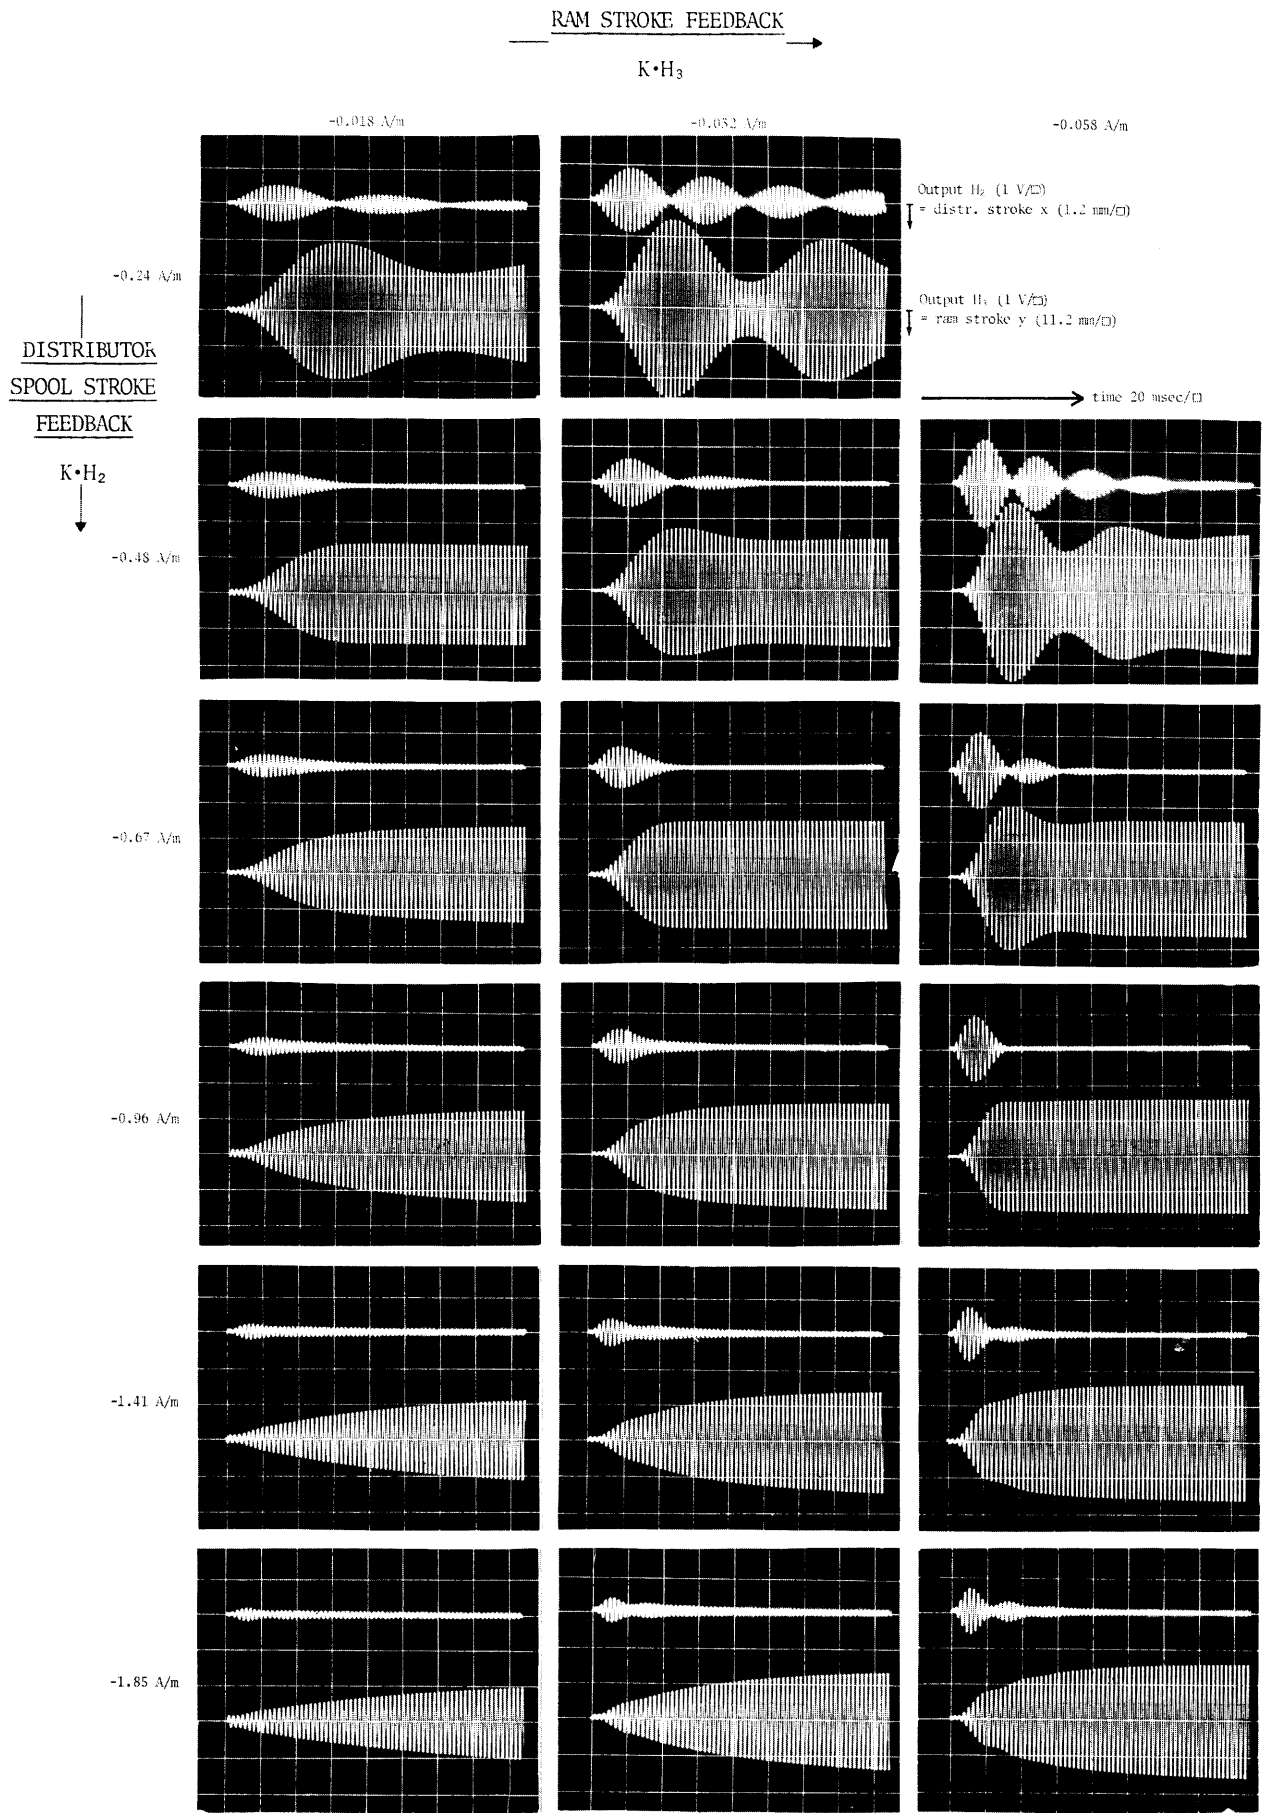 RAM STROKE FEEDBACK
K•H₃
-0.018 A/m
-0.032 A/m
-0.058 A/m
Output H₂ (1 V/□)
= distr. stroke x (1.2 mm/□)
-0.24 A/m
Output H₃ (1 V/□)
= ram stroke y (11.2 mm/□)
DISTRIBUTOR
SPOOL STROKE
FEEDBACK
time 20 msec/□
K•H₂
-0.48 A/m
-0.67 A/m
-0.96 A/m
-1.41 A/m
-1.85 A/m